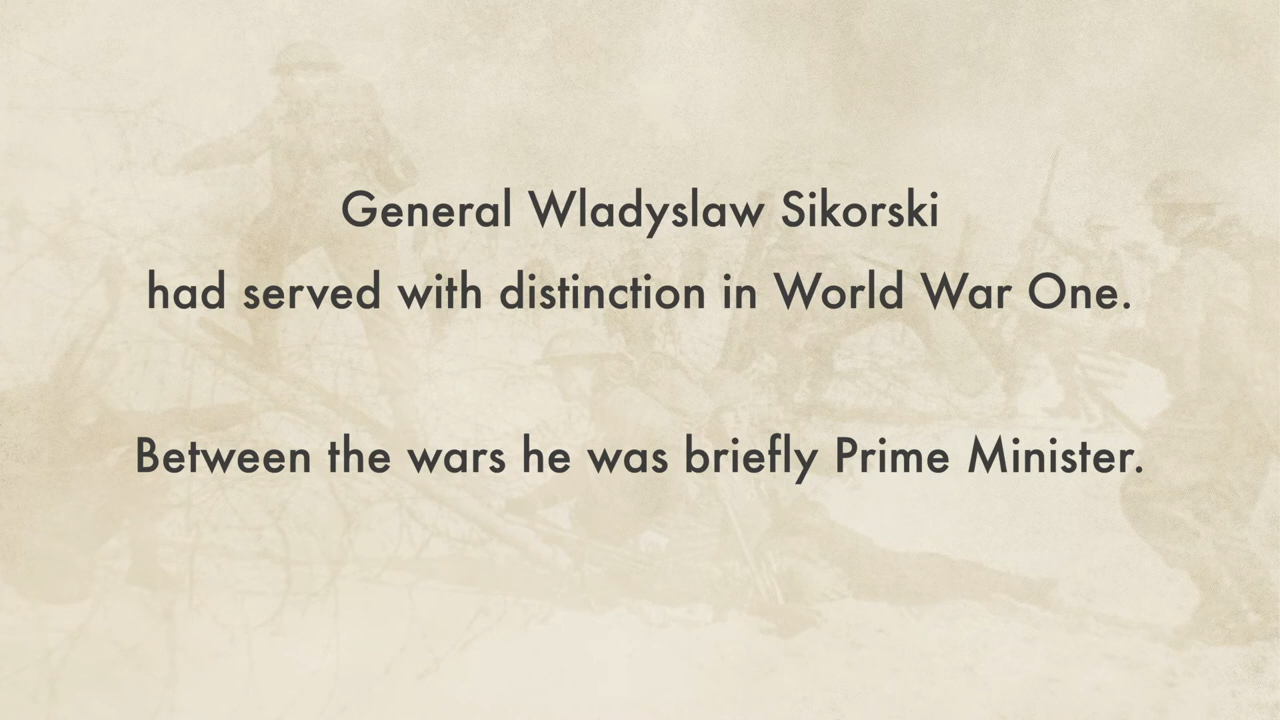 General Wladyslaw Sikorski
had served with distinction in World War One.
Between the wars he was briefly Prime Minister.